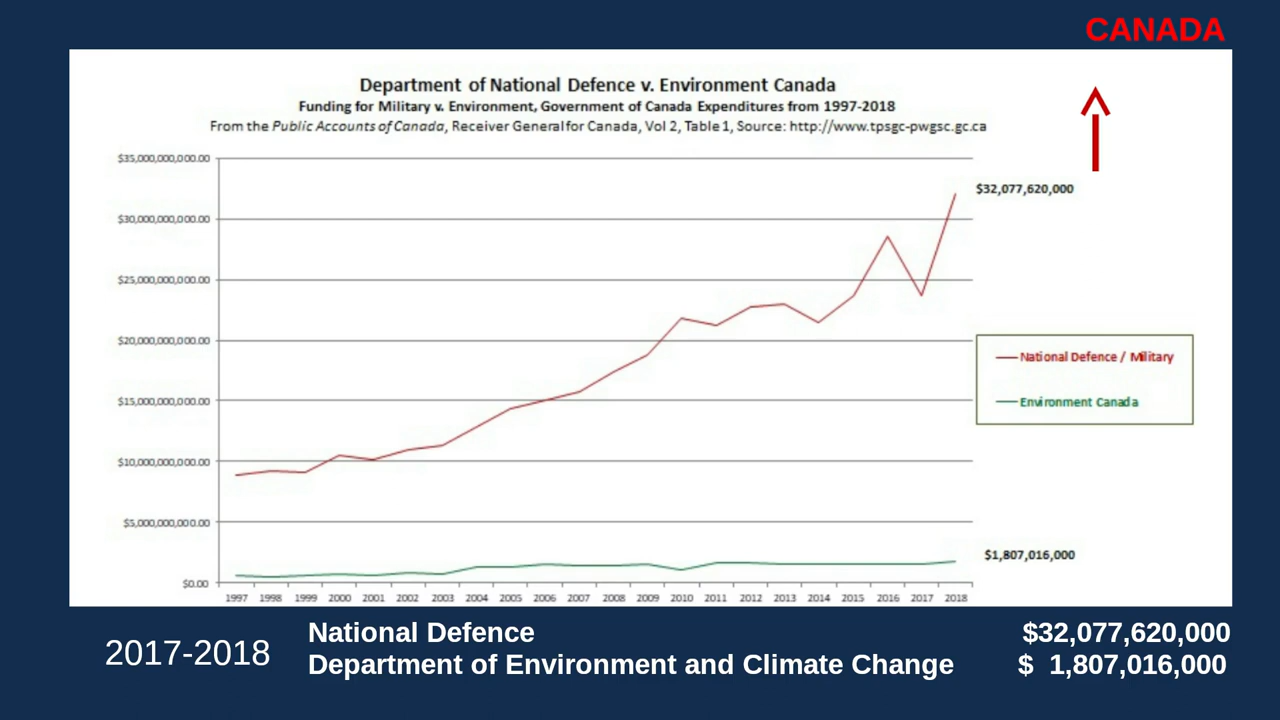 CANADA
Department of National Defence v. Environment Canada
Funding for Military v. Environment, Government of Canada Expenditures from 1997-2018
From the Public Accounts of Canada, Receiver General for Canada, Vol 2, Table 1, Source: http://www.tpsgc-pwgsc.gc.ca
$35,000,000,000.00
$32,077,620,000
$30,000,000,000.00
$25,000,000,000.00
$20,000,000,000.00
National Defence / Military
$15,000,000,000.00
Environment Canada
$10,000,000,000.00
$5,000,000,000.00
$1,807,016,000
$0.00
1997 1998 1999 2000 2001 2002 2003 2004 2005 2006 2007 2008 2009 2010 2011 2012 2013 2014 2015 2016 2017 2018
2017-2018
National Defence $32,077,620,000
Department of Environment and Climate Change $ 1,807,016,000